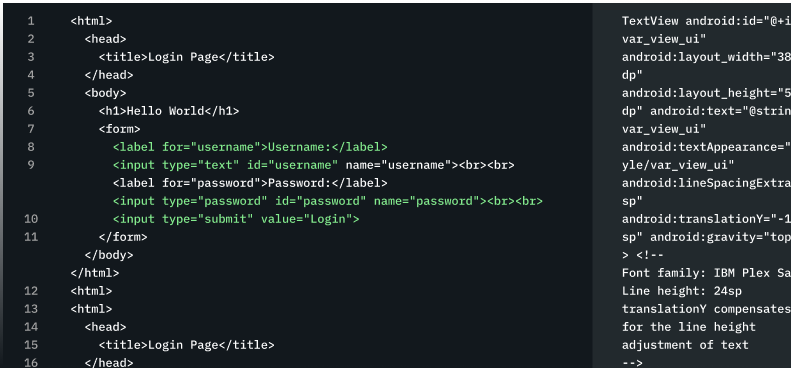 1 <html>
2 <head>
3 <title>Login Page</title>
4 </head>
5 <body>
6 <h1>Hello World</h1>
7 <form>
8 <label for="username">Username:</label>
9 <input type="text" id="username" name="username"><br><br>
<label for="password">Password:</label>
<input type="password" id="password" name="password"><br><br>
10 <input type="submit" value="Login">
11 </form>
</body>
</html>
12 <html>
13 <html>
14 <head>
15 <title>Login Page</title>
16 </head>
TextView android:id="@+i
var_view_ui"
android:layout_width="38
dp"
android:layout_height="5
dp" android:text="@strin
var_view_ui"
android:textAppearance="
yle/var_view_ui"
android:lineSpacingExtra
sp"
android:translationY="-1
sp" android:gravity="top
> <!--
Font family: IBM Plex Sa
Line height: 24sp
translationY compensates
for the line height
adjustment of text
-->